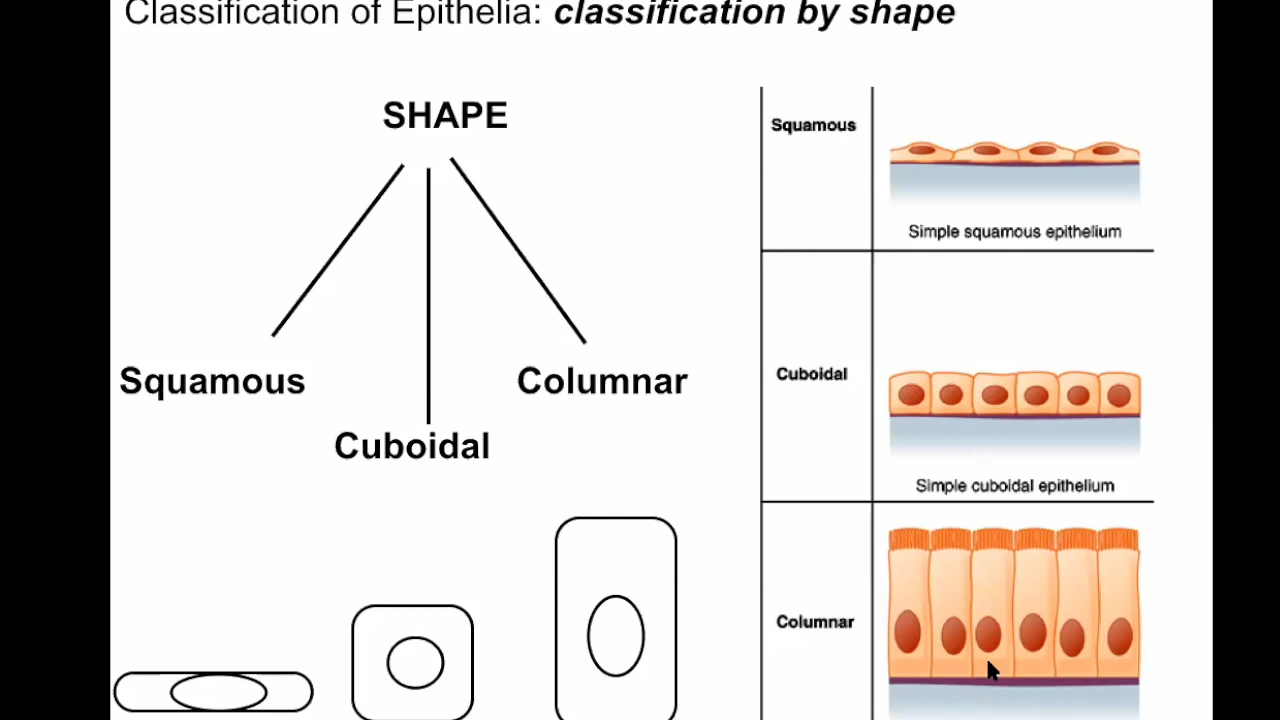 Classification of Epithelia: classification by shape
SHAPE
Squamous
Columnar
Cuboidal
Squamous
Simple squamous epithelium
Cuboidal
Simple cuboidal epithelium
Columnar